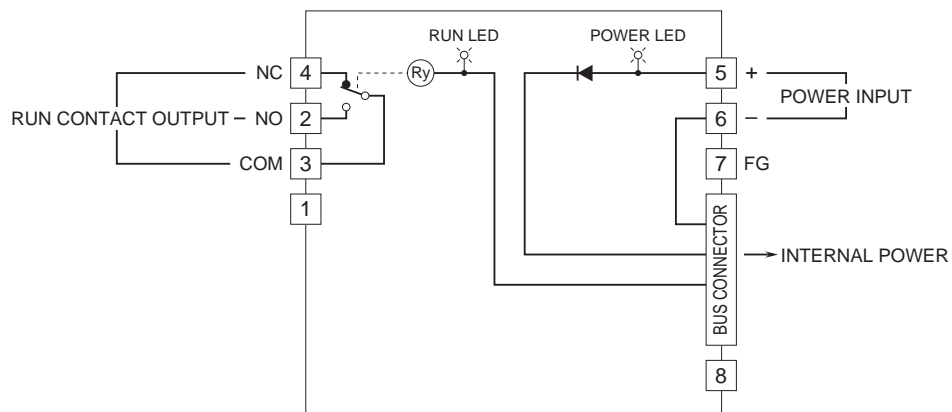 RUN LED
POWER LED
NC 4
5 +
RUN CONTACT OUTPUT – NO 2
Ry
POWER INPUT
6 –
COM 3
7 FG
1
BUS CONNECTOR
INTERNAL POWER
8